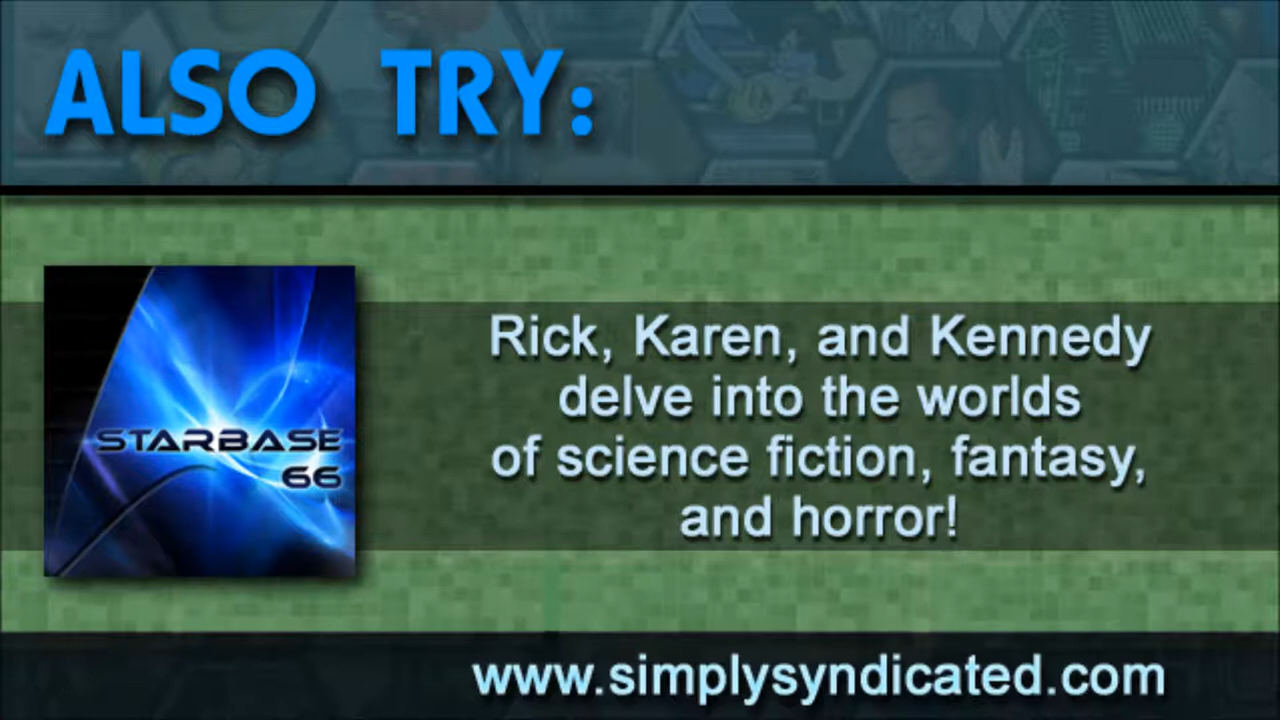 ALSO TRY:
STARBASE
66
Rick, Karen, and Kennedy
delve into the worlds
of science fiction, fantasy,
and horror!
www.simplysyndicated.com